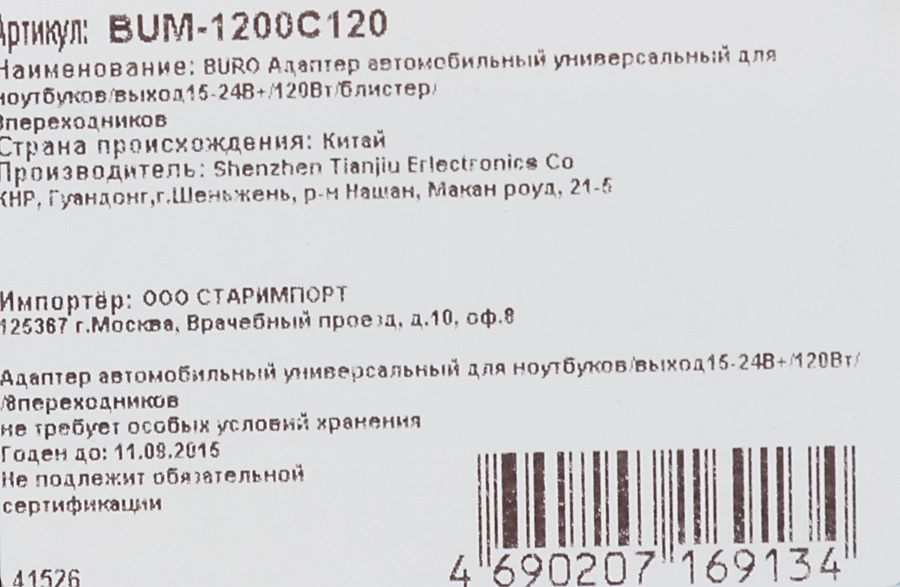 Артикул: BUM-1200C120
Наименование: BURO Адаптер автомобильный универсальный для
ноутбуков/выход15-24В+/120Вт/блистер/
8переходников
Страна происхождения: Китай
Производитель: Shenzhen Tianjiu Erlectronics Co
КНР, Гуандонг,г.Шеньжень, р-н Нашан, Макан роуд, 21-5
Импортёр: ООО СТАРИМПОРТ
125367 г.Москва, Врачебный проезд, д.10, оф.8
Адаптер автомобильный универсальный для ноутбуков/выход15-24В+/120Вт/
/8переходников
не требует особых условий хранения
Годен до: 11.09.2015
Не подлежит обязательной
сертификации
41526
4 690207 169134